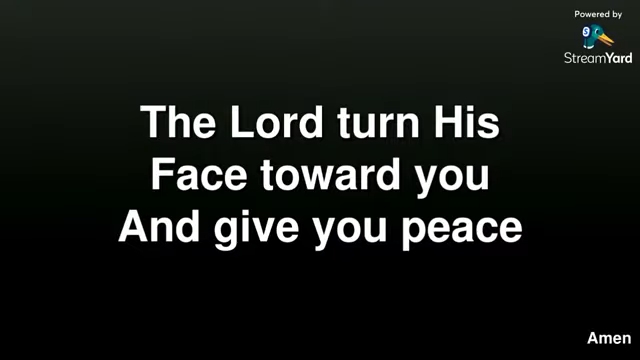 Powered by
StreamYard
The Lord turn His
Face toward you
And give you peace
Amen